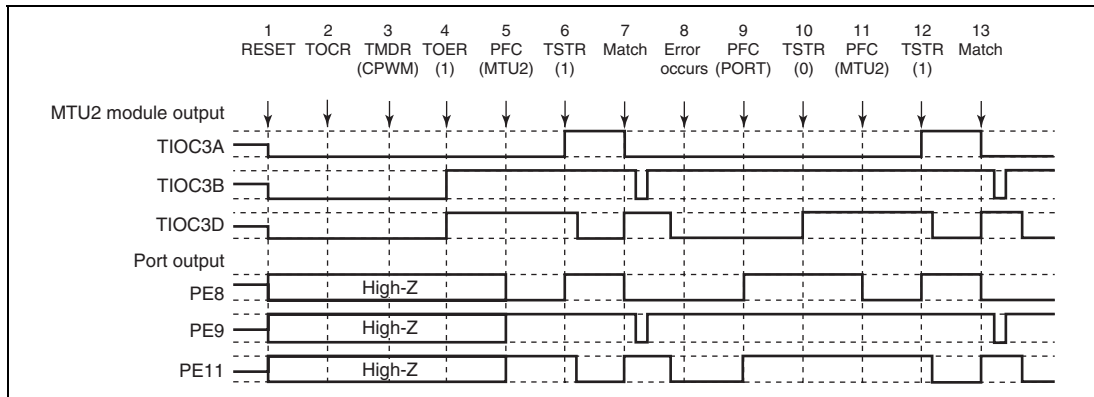 1 2 3 4 5 6 7 8 9 10 11 12 13
RESET TOCR TMDR TOER PFC TSTR Match Error PFC TSTR PFC TSTR Match
(CPWM) (1) (MTU2) (1) occurs (PORT) (0) (MTU2) (1)
MTU2 module output
TIOC3A
TIOC3B
TIOC3D
Port output
PE8 High-Z
PE9 High-Z
PE11 High-Z